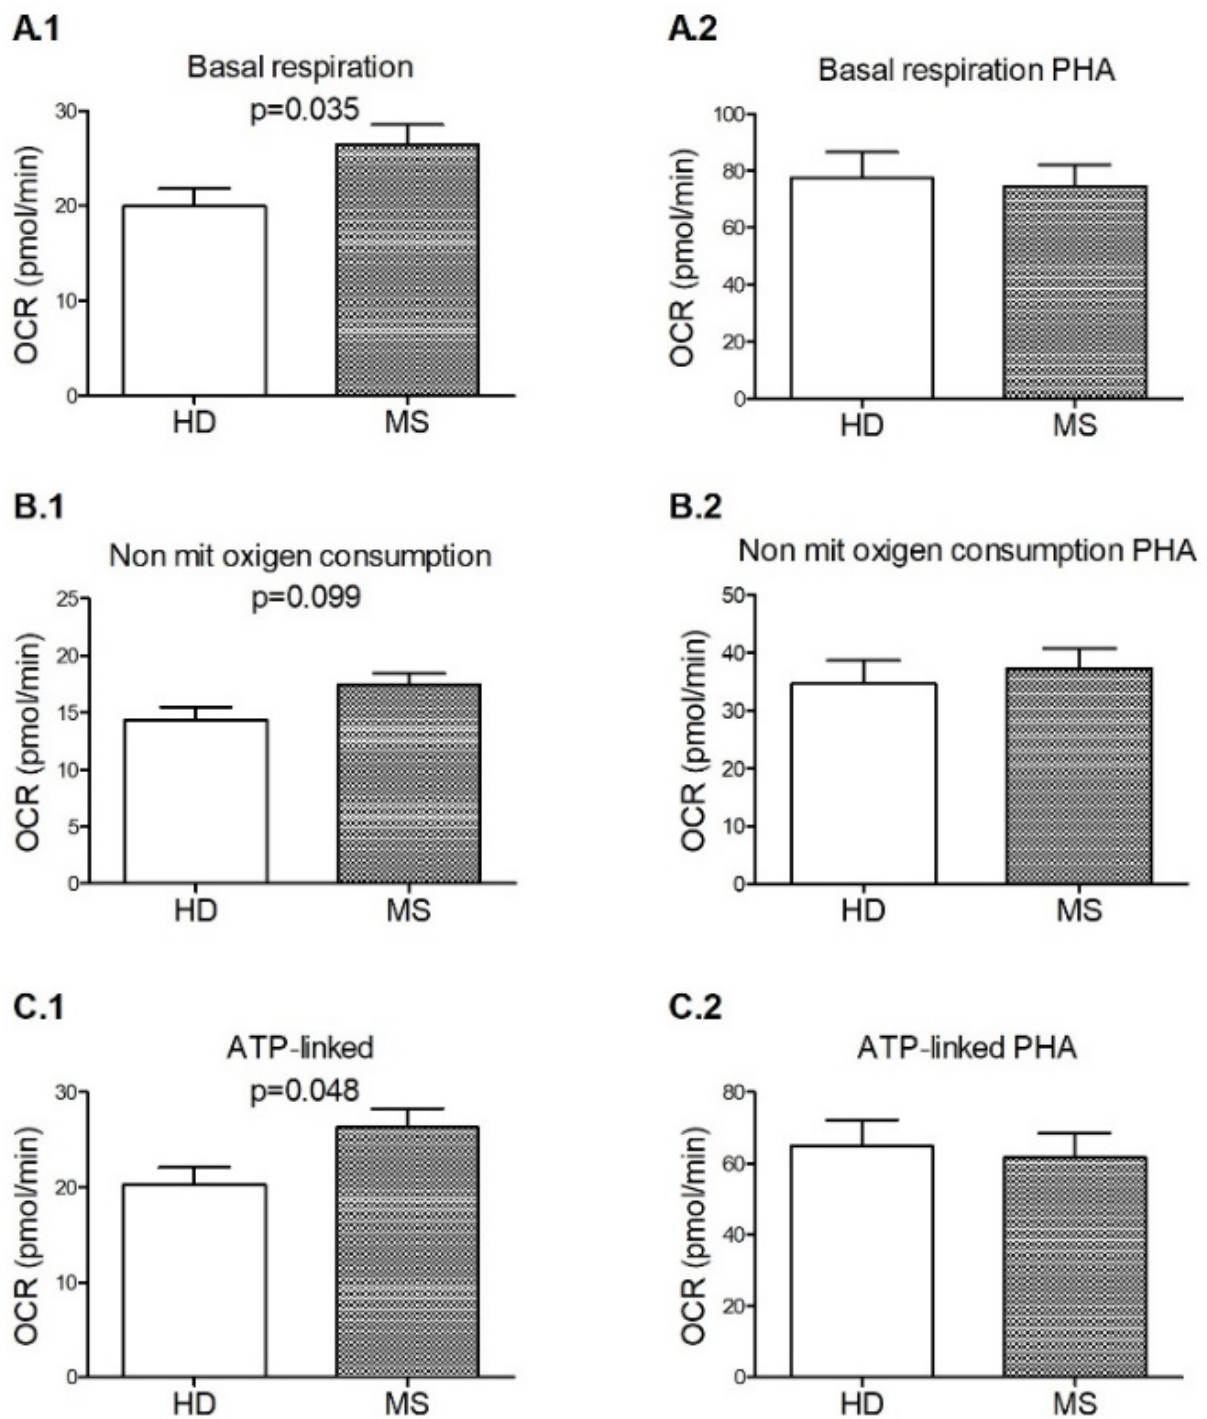 A.1
Basal respiration
p=0.035
OCR (pmol/min)
30
20
10
0
HD MS
A.2
Basal respiration PHA
OCR (pmol/min)
100
80
60
40
20
0
HD MS
B.1
Non mit oxigen consumption
p=0.099
OCR (pmol/min)
25
20
15
10
5
0
HD MS
B.2
Non mit oxigen consumption PHA
OCR (pmol/min)
50
40
30
20
10
0
HD MS
C.1
ATP-linked
p=0.048
OCR (pmol/min)
30
20
10
0
HD MS
C.2
ATP-linked PHA
OCR (pmol/min)
80
60
40
20
0
HD MS